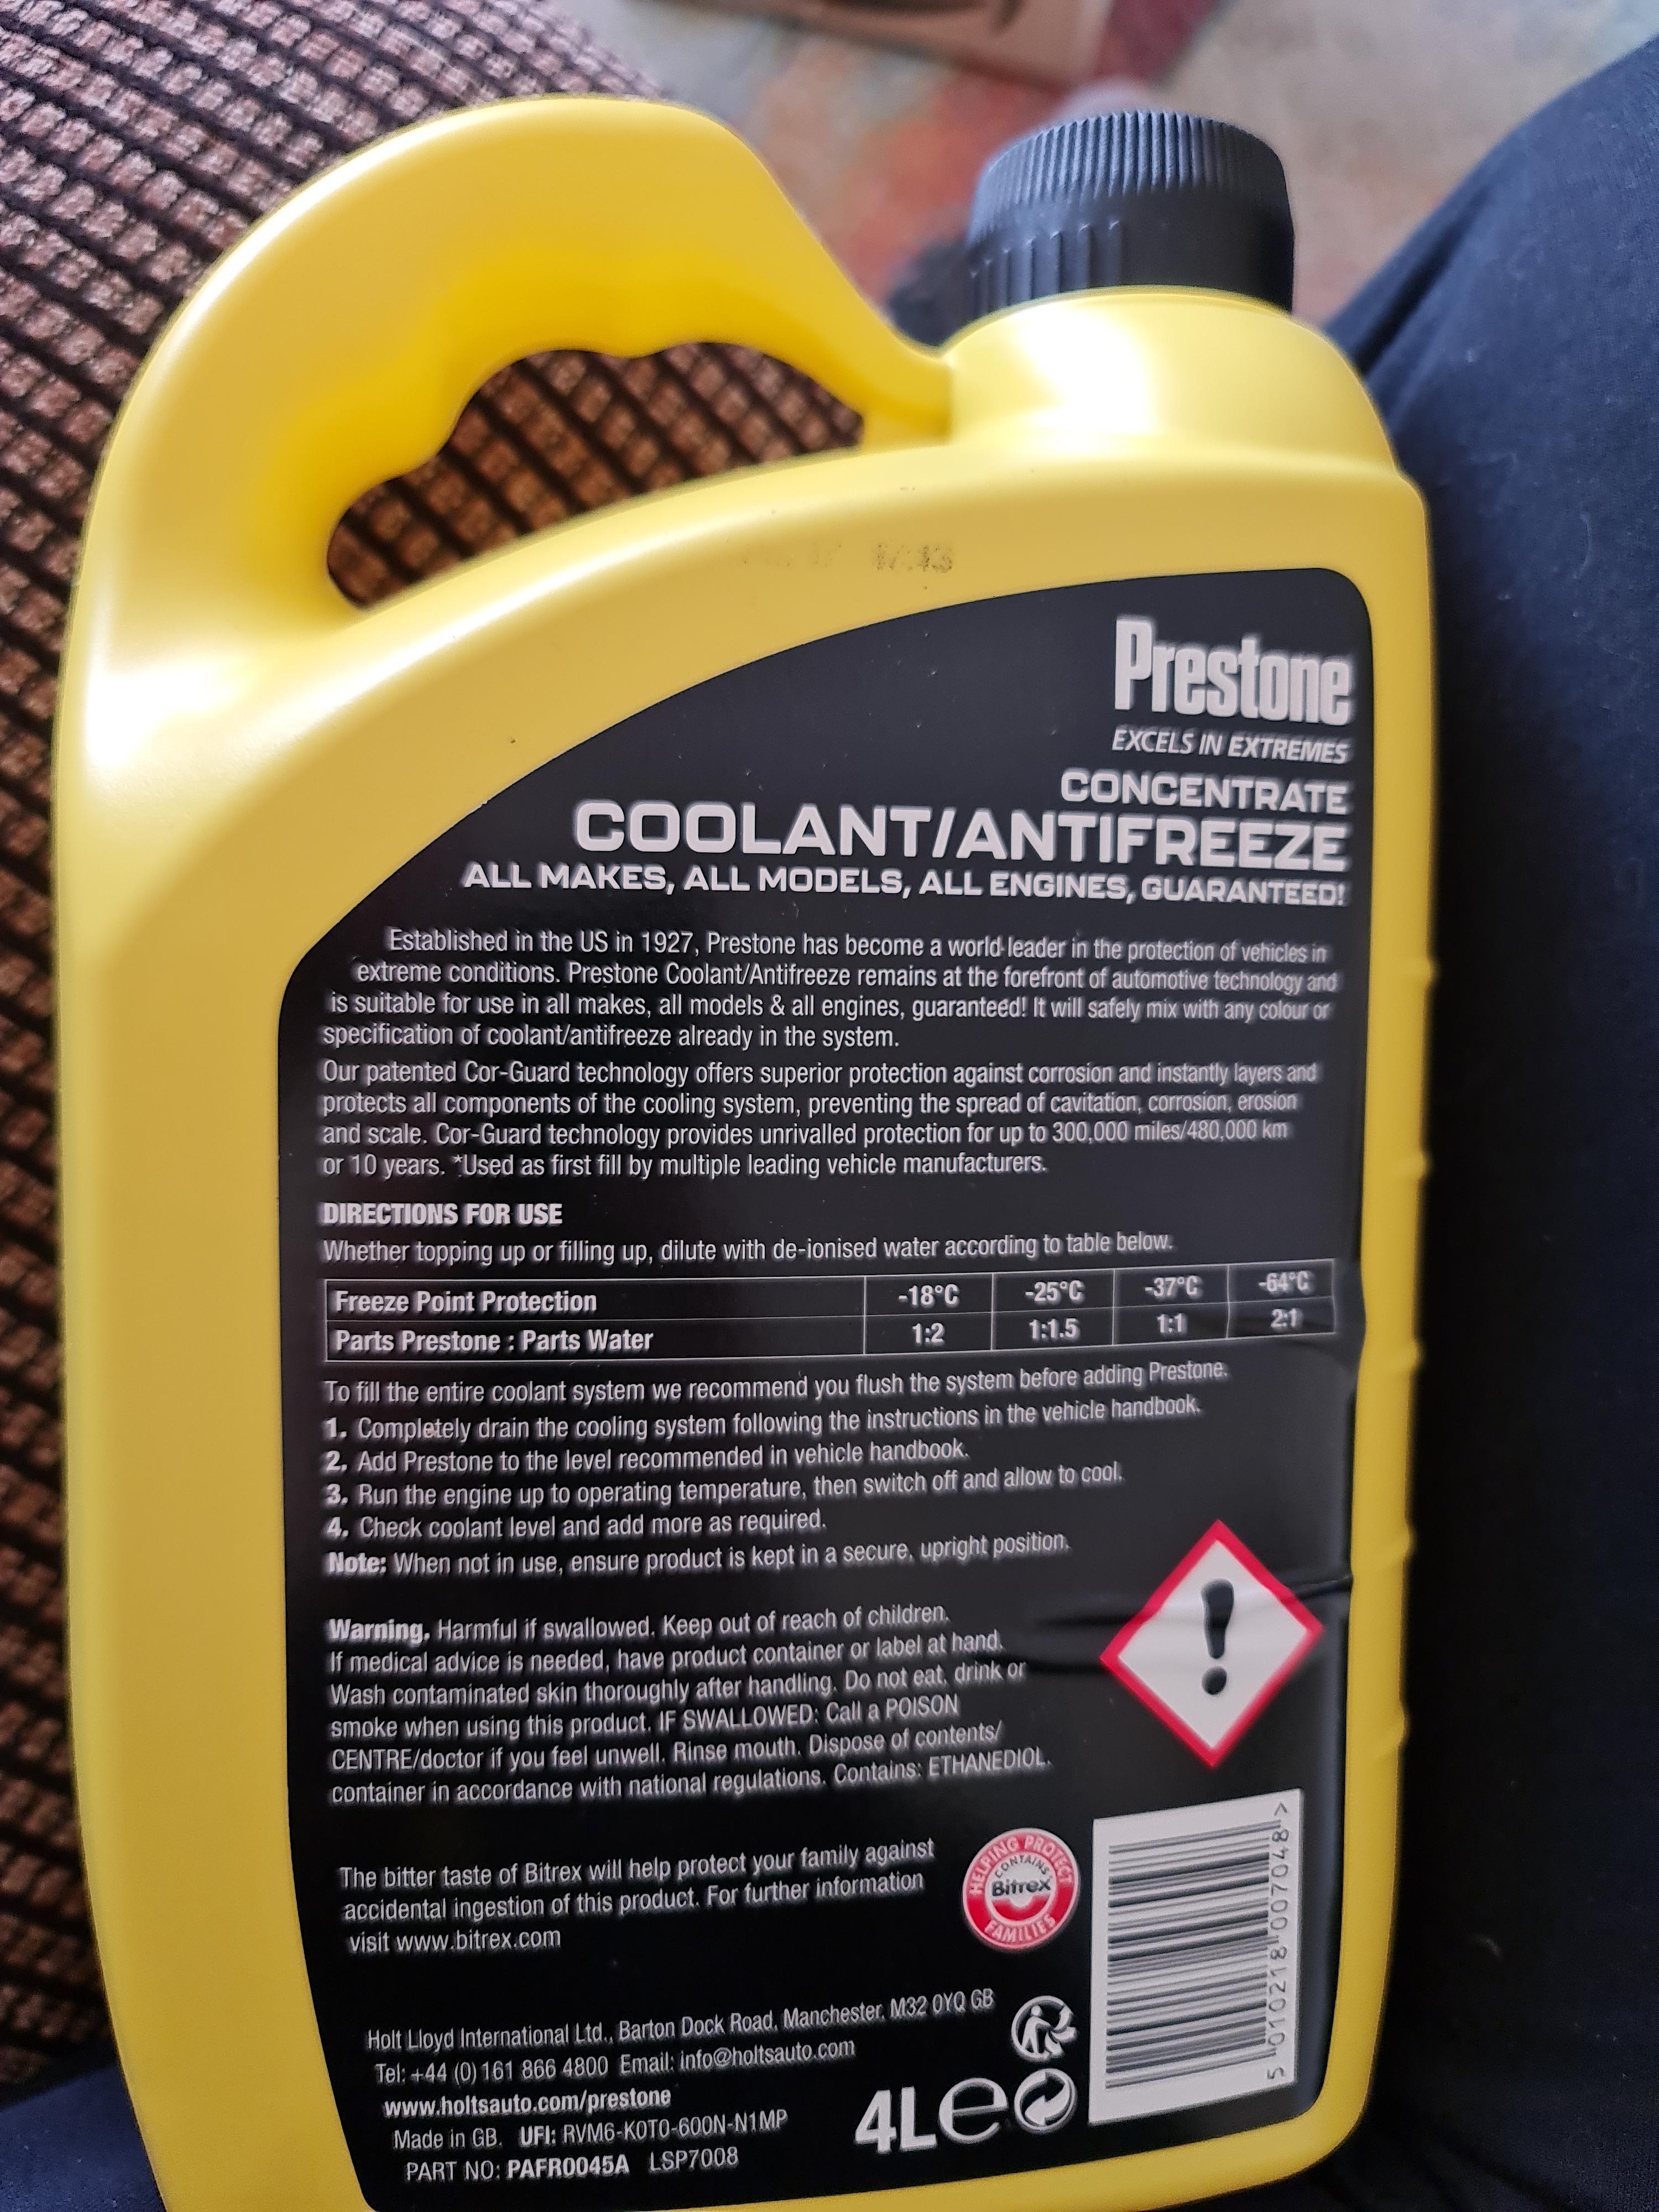 17:13
Prestone
EXCELS IN EXTREMES
CONCENTRATE
COOLANT/ANTIFREEZE
ALL MAKES, ALL MODELS, ALL ENGINES, GUARANTEED!
Established in the US in 1927, Prestone has become a world-leader in the protection of vehicles in
extreme conditions. Prestone Coolant/Antifreeze remains at the forefront of automotive technology and
is suitable for use in all makes, all models & all engines, guaranteed! It will safely mix with any colour or
specification of coolant/antifreeze already in the system.
Our patented Cor-Guard technology offers superior protection against corrosion and instantly layers and
protects all components of the cooling system, preventing the spread of cavitation, corrosion, erosion
and scale. Cor-Guard technology provides unrivalled protection for up to 300,000 miles/480,000 km
or 10 years. *Used as first fill by multiple leading vehicle manufacturers.
DIRECTIONS FOR USE
Whether topping up or filling up, dilute with de-ionised water according to table below.
Freeze Point Protection -18°C -25°C -37°C -64°C
Parts Prestone : Parts Water 1:2 1:1.5 1:1 2:1
To fill the entire coolant system we recommend you flush the system before adding Prestone.
1. Completely drain the cooling system following the instructions in the vehicle handbook.
2. Add Prestone to the level recommended in vehicle handbook.
3. Run the engine up to operating temperature, then switch off and allow to cool.
4. Check coolant level and add more as required.
Note: When not in use, ensure product is kept in a secure, upright position.
Warning. Harmful if swallowed. Keep out of reach of children.
If medical advice is needed, have product container or label at hand.
Wash contaminated skin thoroughly after handling. Do not eat, drink or
smoke when using this product. IF SWALLOWED: Call a POISON
CENTRE/doctor if you feel unwell. Rinse mouth. Dispose of contents/
container in accordance with national regulations. Contains: ETHANEDIOL.
The bitter taste of Bitrex will help protect your family against
accidental ingestion of this product. For further information
visit www.bitrex.com
HELPING PROTECT
CONTAINS
Bitrex
FAMILIES
5 010218 007048 >
Holt Lloyd International Ltd., Barton Dock Road, Manchester, M32 0YQ GB
Tel: +44 (0) 161 866 4800 Email: info@holtsauto.com
www.holtsauto.com/prestone
Made in GB. UFI: RVM6-K0T0-600N-N1MP
PART NO: PAFR0045A LSP7008
4L e